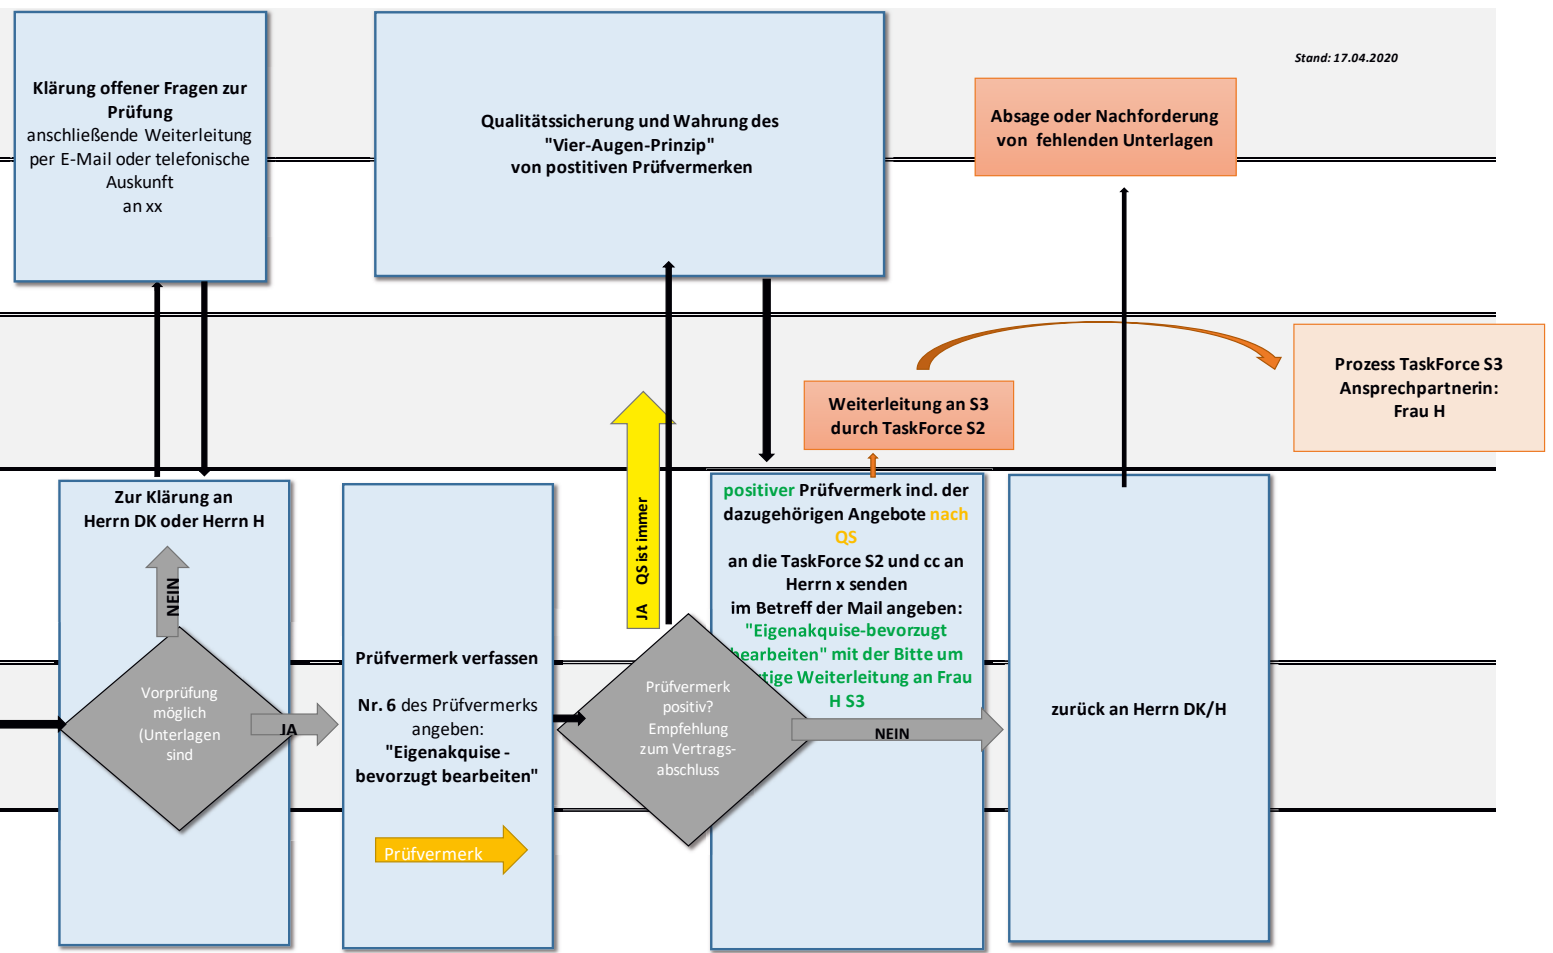 Stand: 17.04.2020
Klärung offener Fragen zur
Prüfung
anschließende Weiterleitung
per E-Mail oder telefonische
Auskunft
an xx
Qualitätssicherung und Wahrung des
"Vier-Augen-Prinzip"
von postitiven Prüfvermerken
Absage oder Nachforderung
von fehlenden Unterlagen
Prozess TaskForce S3
Ansprechpartnerin:
Frau H
Weiterleitung an S3
durch TaskForce S2
Zur Klärung an
Herrn DK oder Herrn H
NEIN
Vorprüfung
möglich
(Unterlagen
sind
JA
Prüfvermerk verfassen
Nr. 6 des Prüfvermerks
angeben:
"Eigenakquise -
bevorzugt bearbeiten"
Prüfvermerk
JA QS ist immer
Prüfvermerk
positiv?
Empfehlung
zum Vertrags-
abschluss
positiver Prüfvermerk incl. der
dazugehörigen Angebote nach
QS
an die TaskForce S2 und cc an
Herrn x senden
im Betreff der Mail angeben:
"Eigenakquise-bevorzugt
bearbeiten" mit der Bitte um
Weiterleitung an Frau
H S3
NEIN
zurück an Herrn DK/H